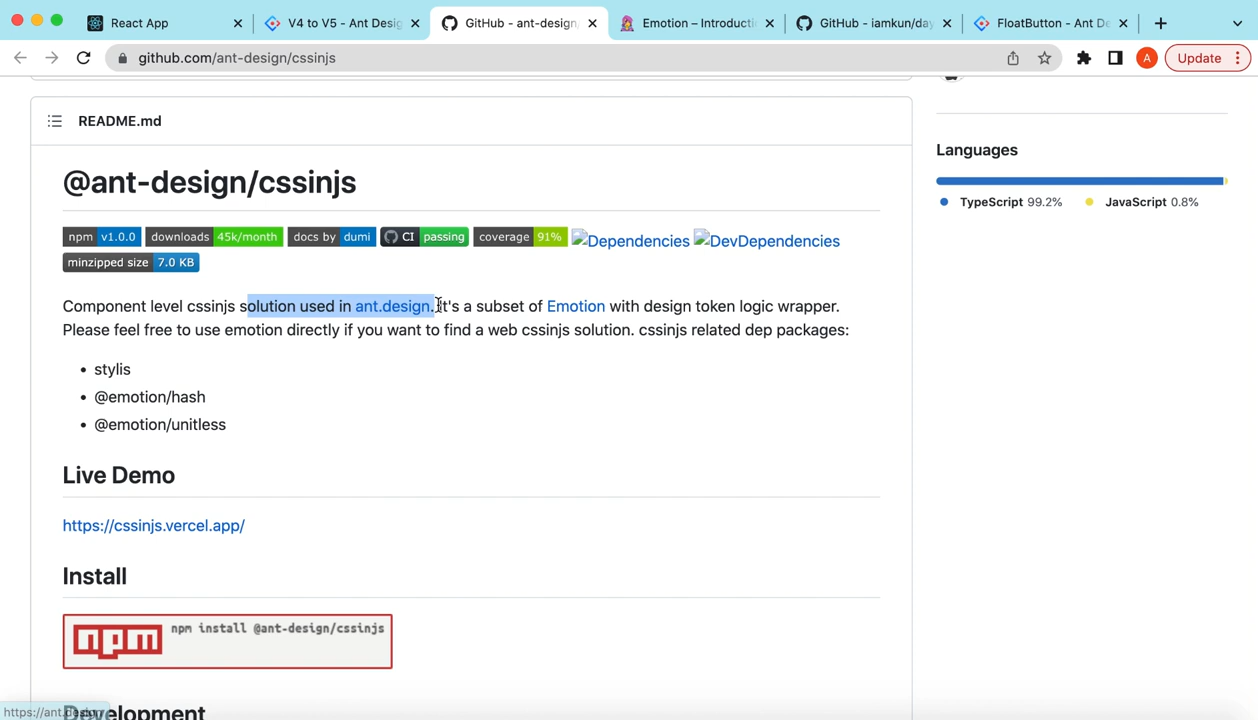 React App
V4 to V5 - Ant Desig
GitHub - ant-design
Emotion – Introducti
GitHub - iamkun/day
FloatButton - Ant De
github.com/ant-design/cssinjs
A
Update
README.md
@ant-design/cssinjs
npm v1.0.0 downloads 45k/month docs by dumi CI passing coverage 91% Dependencies DevDependencies
minzipped size 7.0 KB
Component level cssinjs solution used in ant.design. It's a subset of Emotion with design token logic wrapper.
Please feel free to use emotion directly if you want to find a web cssinjs solution. cssinjs related dep packages:
• stylis
• @emotion/hash
• @emotion/unitless
Live Demo
https://cssinjs.vercel.app/
Install
npm npm install @ant-design/cssinjs
Development
https://ant.design
Languages
TypeScript 99.2% JavaScript 0.8%